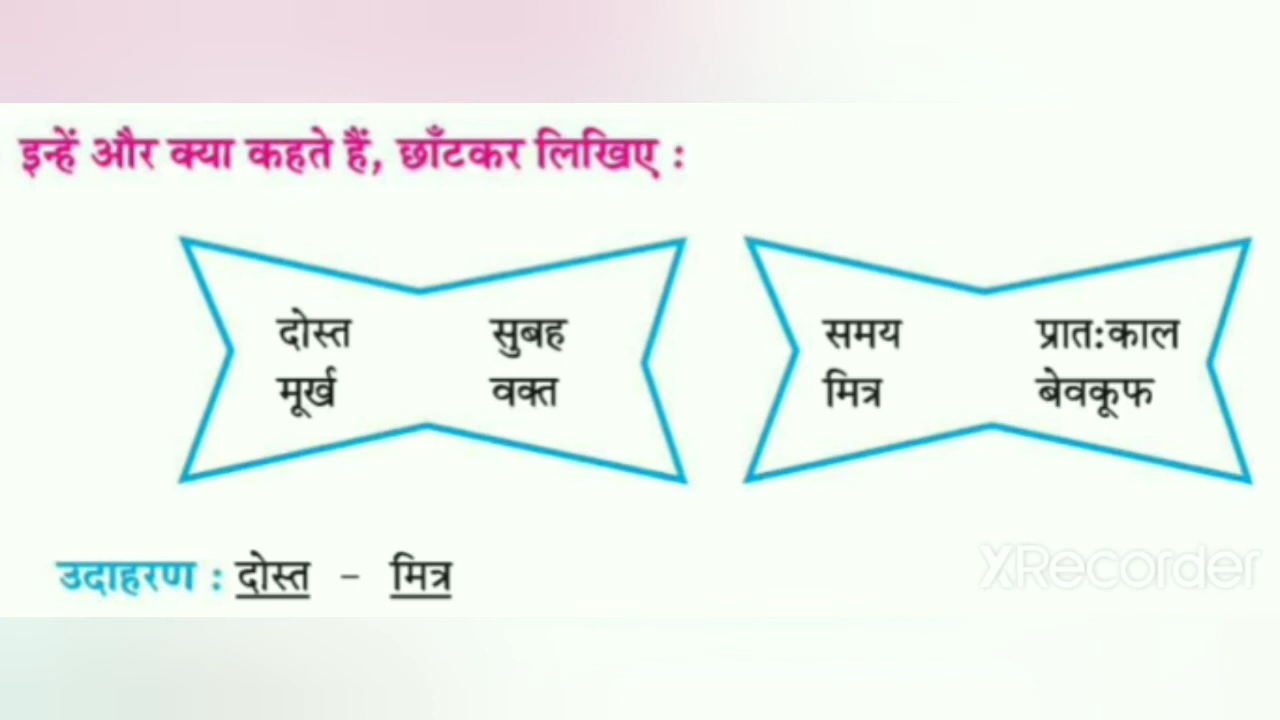 इन्हें और क्या कहते हैं, छाँटकर लिखिए :
दोस्त सुबह
मूर्ख वक्त
समय प्रात:काल
मित्र बेवकूफ
उदाहरण : दोस्त – मित्र
XRecorder